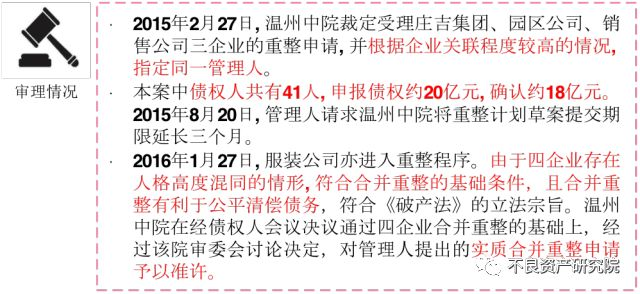 · 2015年2月27日, 温州中院裁定受理庄吉集团、园区公司、销
售公司三企业的重整申请, 并根据企业关联程度较高的情况,
指定同一管理人。
· 本案中债权人共有41人, 申报债权约20亿元, 确认约18亿元。
2015年8月20日, 管理人请求温州中院将重整计划草案提交期
限延长三个月。
· 2016年1月27日, 服装公司亦进入重整程序。由于四企业存在
人格高度混同的情形, 符合合并重整的基础条件, 且合并重
整有利于公平清偿债务, 符合《破产法》的立法宗旨。温州
中院在经债权人会议决议通过四企业合并重整的基础上, 经
过该院审委会讨论决定, 对管理人提出的实质合并重整申请
予以准许。
审理情况
不良资产研究院